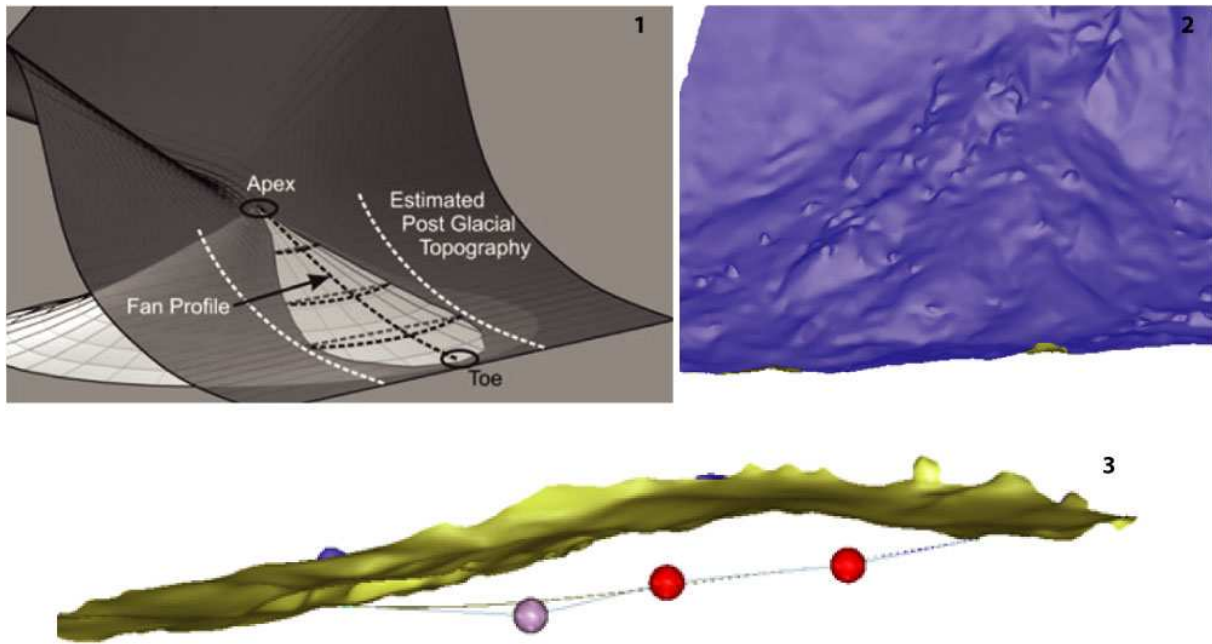 1
Apex
Estimated
Post Glacial
Topography
Fan Profile
Toe
2
3